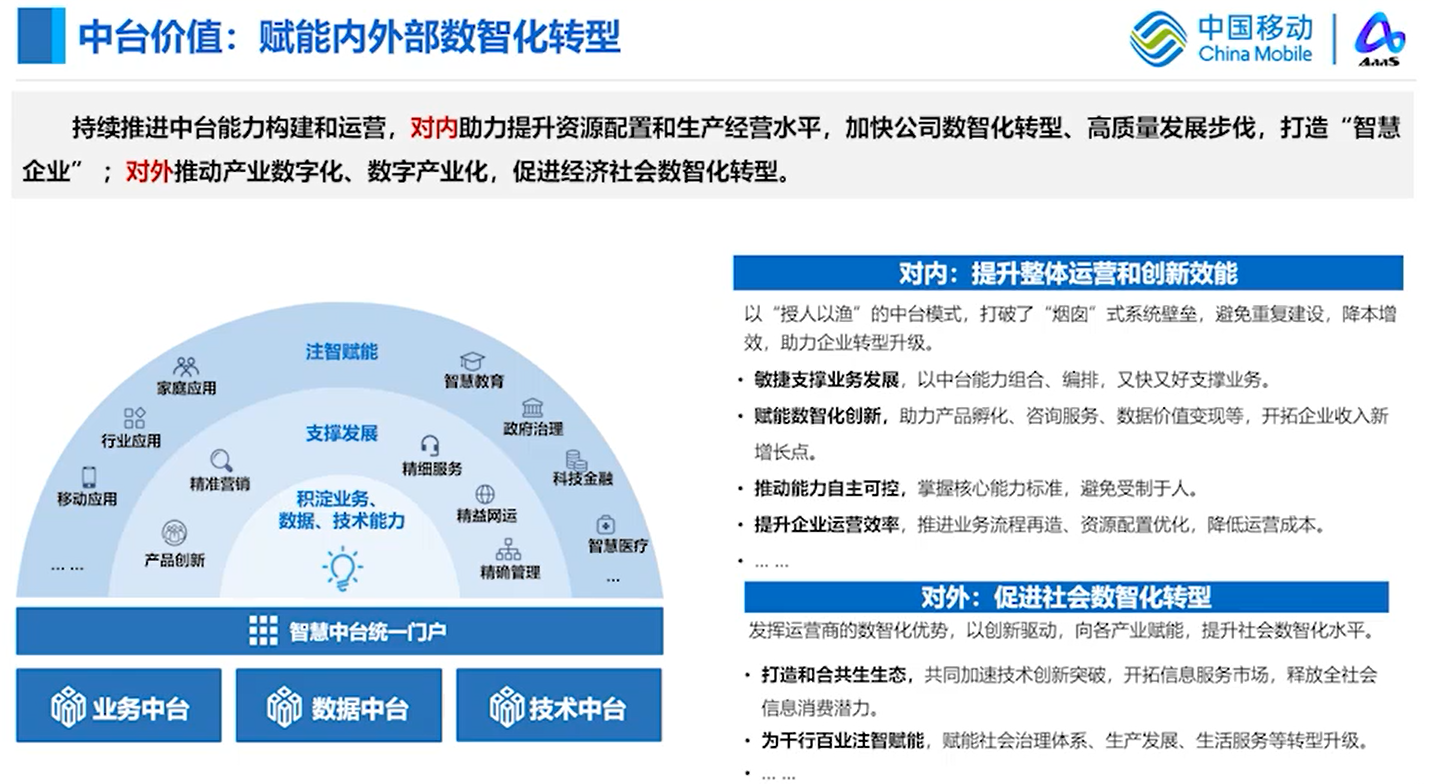 中台价值：赋能内外部数智化转型
中国移动
China Mobile
AaaS
持续推进中台能力构建和运营，对内助力提升资源配置和生产经营水平，加快公司数智化转型、高质量发展步伐，打造“智慧
企业”；对外推动产业数字化、数字产业化，促进经济社会数智化转型。
注智赋能
家庭应用
智慧教育
行业应用
政府治理
移动应用
科技金融
智慧医疗
... ...
...
支撑发展
精准营销
精细服务
精益网运
产品创新
精确管理
积淀业务、
数据、技术能力
智慧中台统一门户
业务中台
数据中台
技术中台
对内：提升整体运营和创新效能
以“授人以渔”的中台模式，打破了“烟囱”式系统壁垒，避免重复建设，降本增
效，助力企业转型升级。
• 敏捷支撑业务发展，以中台能力组合、编排，又快又好支撑业务。
• 赋能数智化创新，助力产品孵化、咨询服务、数据价值变现等，开拓企业收入新
增长点。
• 推动能力自主可控，掌握核心能力标准，避免受制于人。
• 提升企业运营效率，推进业务流程再造、资源配置优化，降低运营成本。
• ... ...
对外：促进社会数智化转型
发挥运营商的数智化优势，以创新驱动，向各产业赋能，提升社会数智化水平。
• 打造和合共生生态，共同加速技术创新突破，开拓信息服务市场，释放全社会
信息消费潜力。
• 为千行百业注智赋能，赋能社会治理体系、生产发展、生活服务等转型升级。
• ... ...